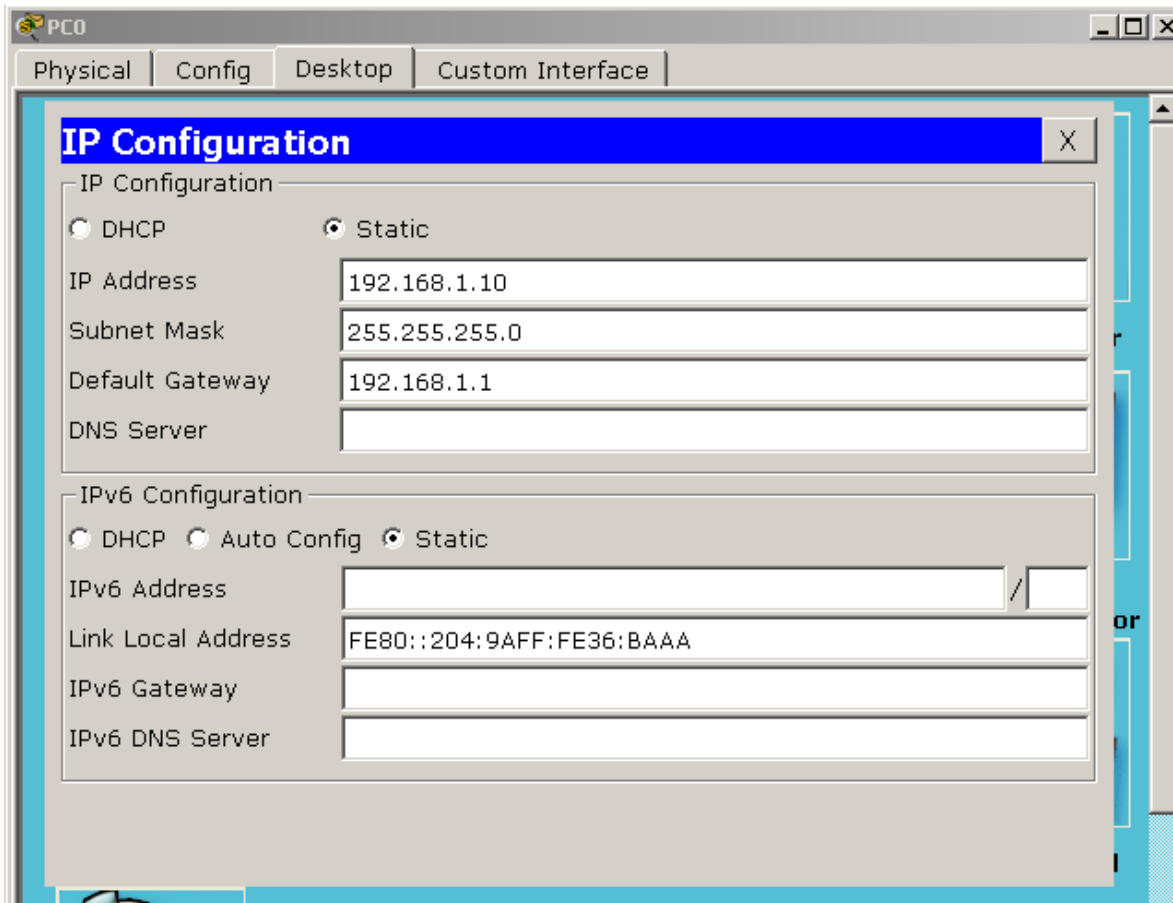 PC0
Physical Config Desktop Custom Interface
IP Configuration X
IP Configuration
DHCP Static
IP Address 192.168.1.10
Subnet Mask 255.255.255.0
Default Gateway 192.168.1.1
DNS Server
IPv6 Configuration
DHCP Auto Config Static
IPv6 Address /
Link Local Address FE80::204:9AFF:FE36:BAAA
IPv6 Gateway
IPv6 DNS Server